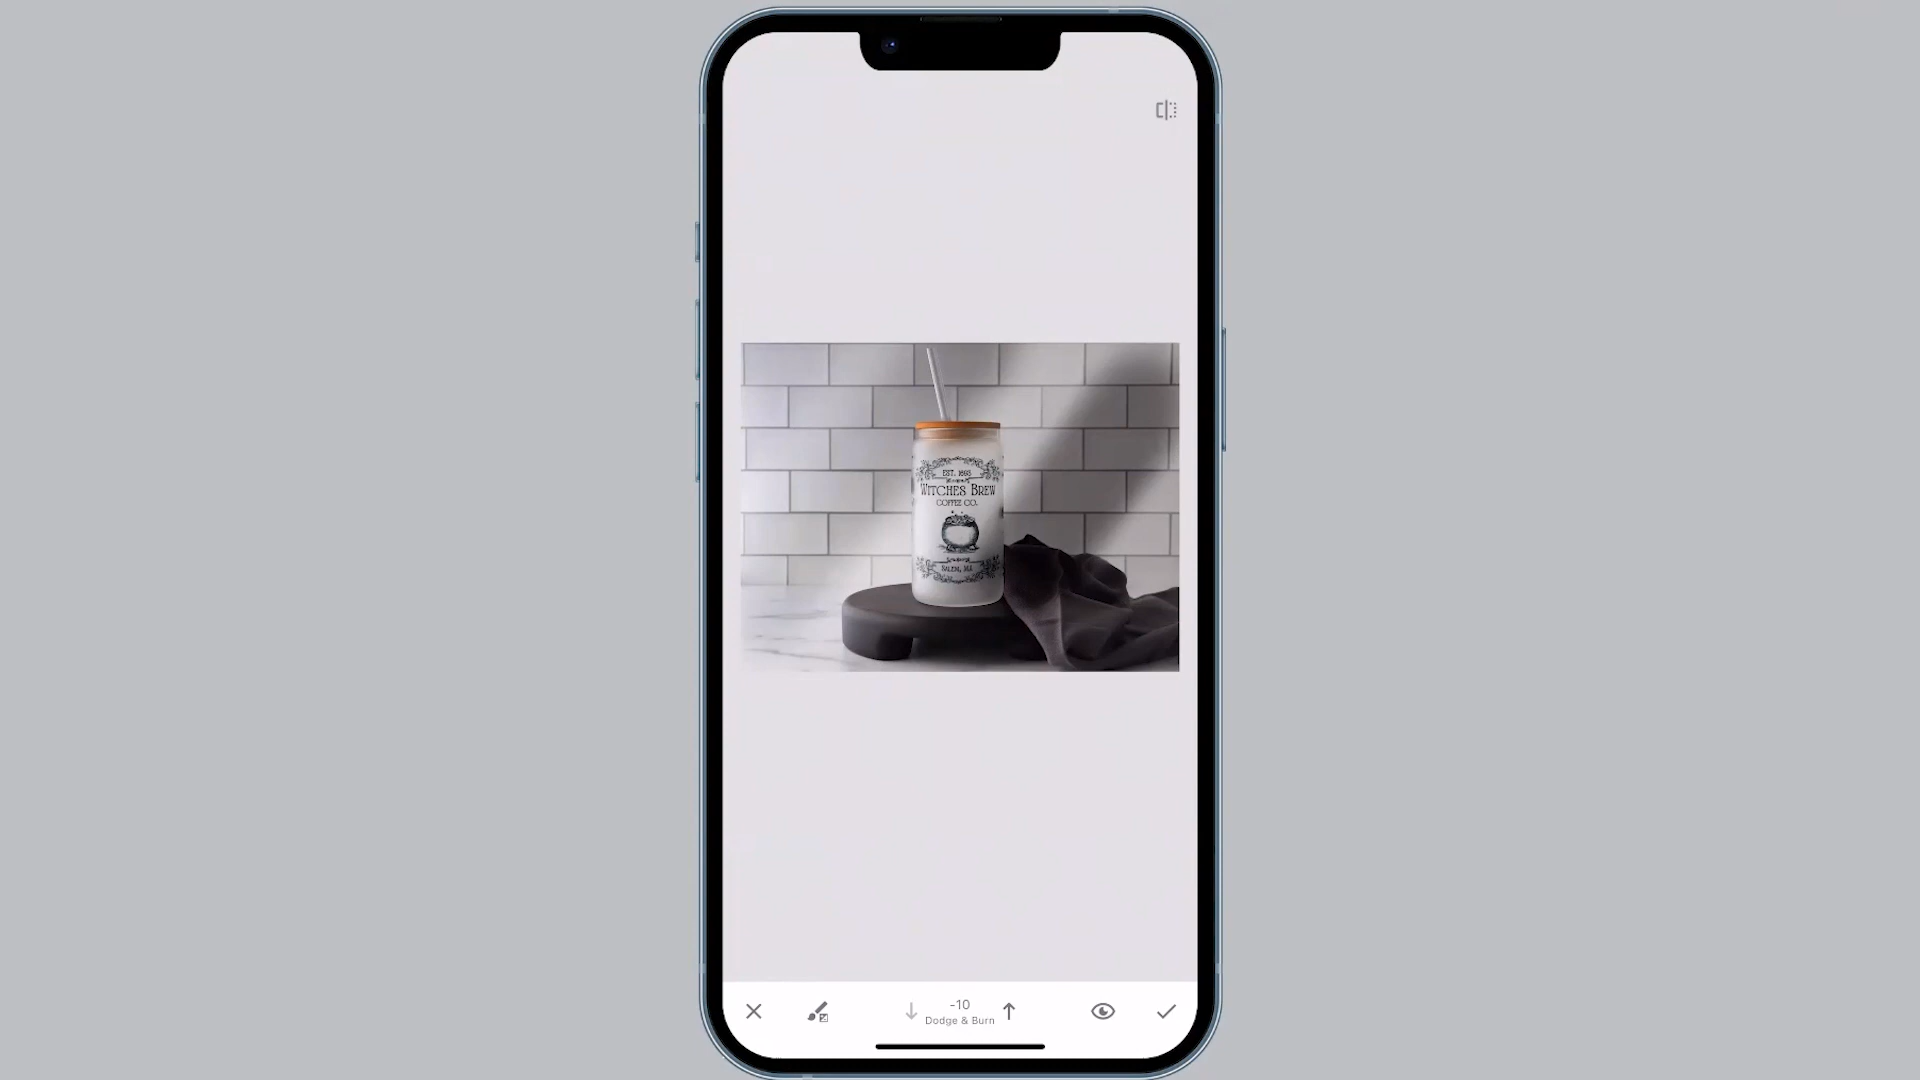 EST. 1693
WITCHES BREW
COFFEE CO.
SALEM, MA
-10
Dodge & Burn